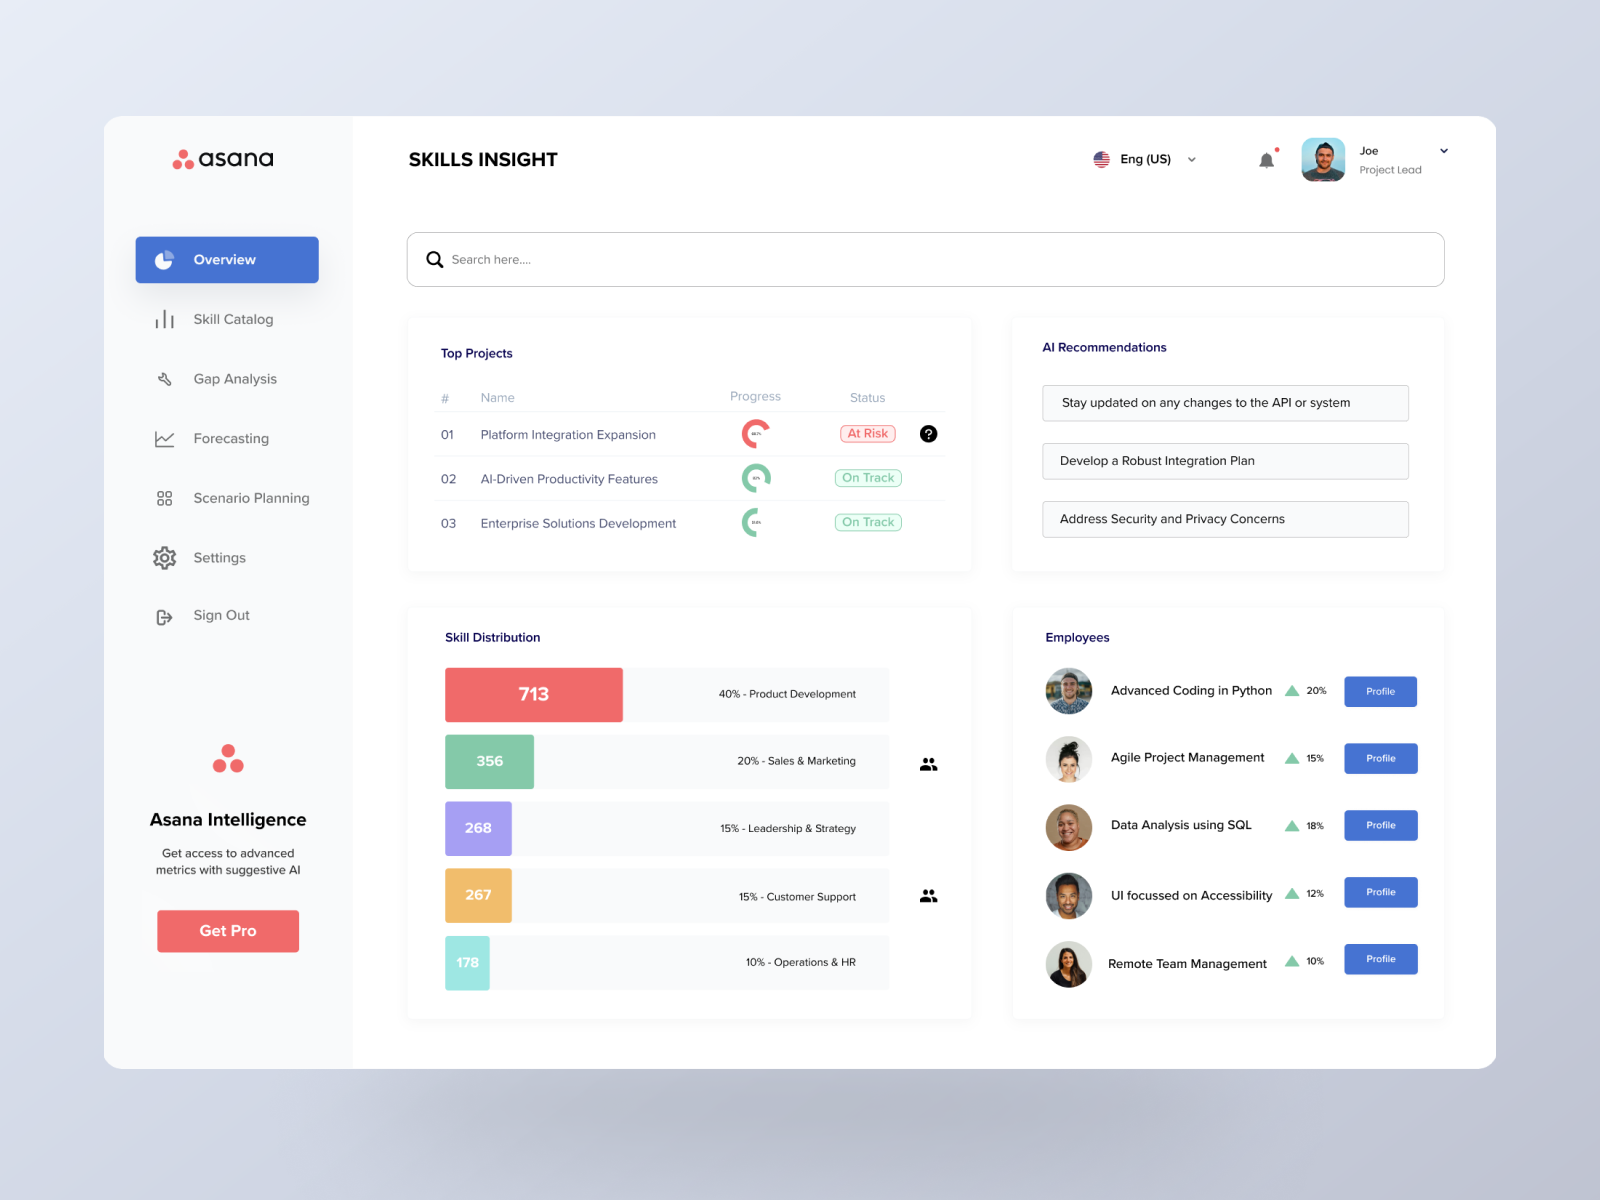 asana
SKILLS INSIGHT
Eng (US)
Joe
Project Lead
Overview
Skill Catalog
Gap Analysis
Forecasting
Scenario Planning
Settings
Sign Out
Asana Intelligence
Get access to advanced
metrics with suggestive AI
Get Pro
Search here....
Top Projects
# Name Progress Status
01 Platform Integration Expansion At Risk ?
02 AI-Driven Productivity Features On Track
03 Enterprise Solutions Development On Track
AI Recommendations
Stay updated on any changes to the API or system
Develop a Robust Integration Plan
Address Security and Privacy Concerns
Skill Distribution
713 40% - Product Development
356 20% - Sales & Marketing
268 15% - Leadership & Strategy
267 15% - Customer Support
178 10% - Operations & HR
Employees
Advanced Coding in Python 20% Profile
Agile Project Management 15% Profile
Data Analysis using SQL 18% Profile
UI focussed on Accessibility 12% Profile
Remote Team Management 10% Profile